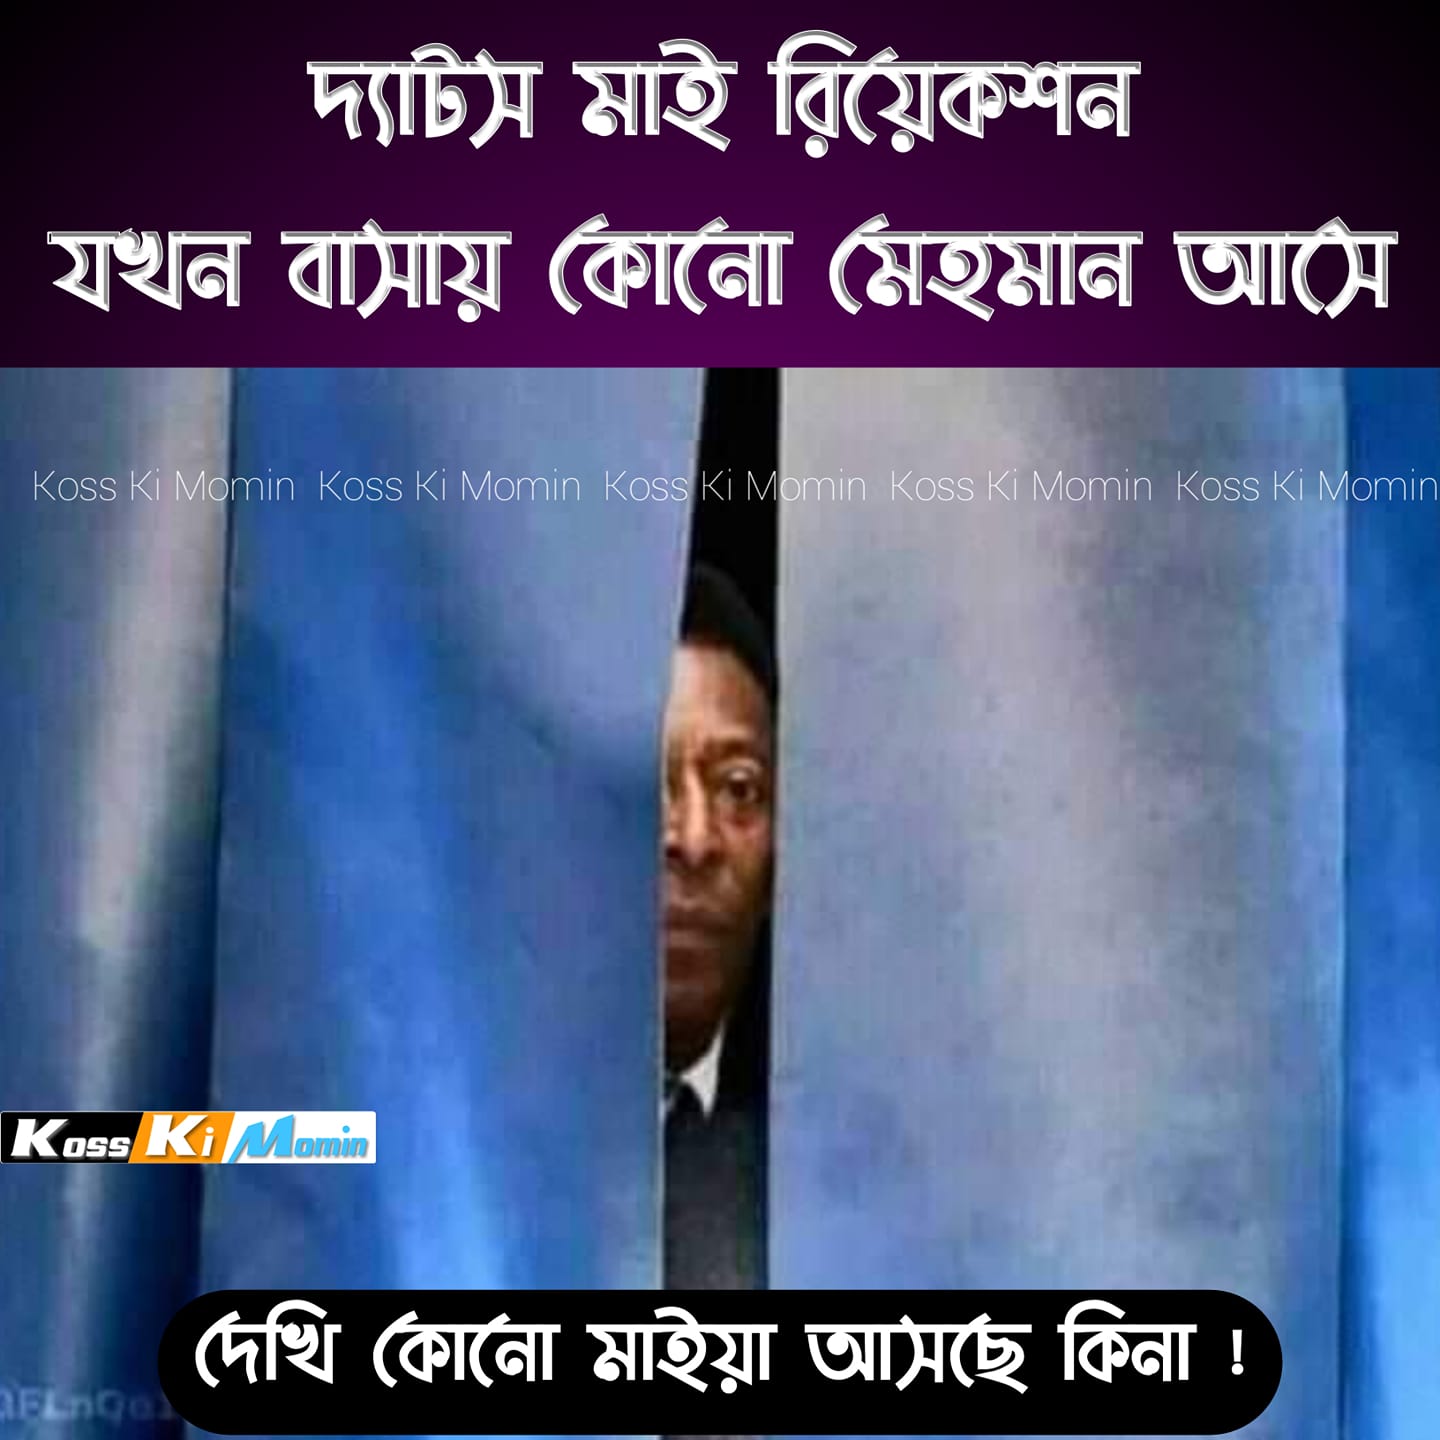 দ্যাটস মাই রিয়েকশন
যখন বাসায় কোনো মেহমান আসে
Koss Ki Momin Koss Ki Momin Koss Ki Momin Koss Ki Momin Koss Ki Momin
Koss Ki Momin
দেখি কোনো মাইয়া আসছে কিনা !